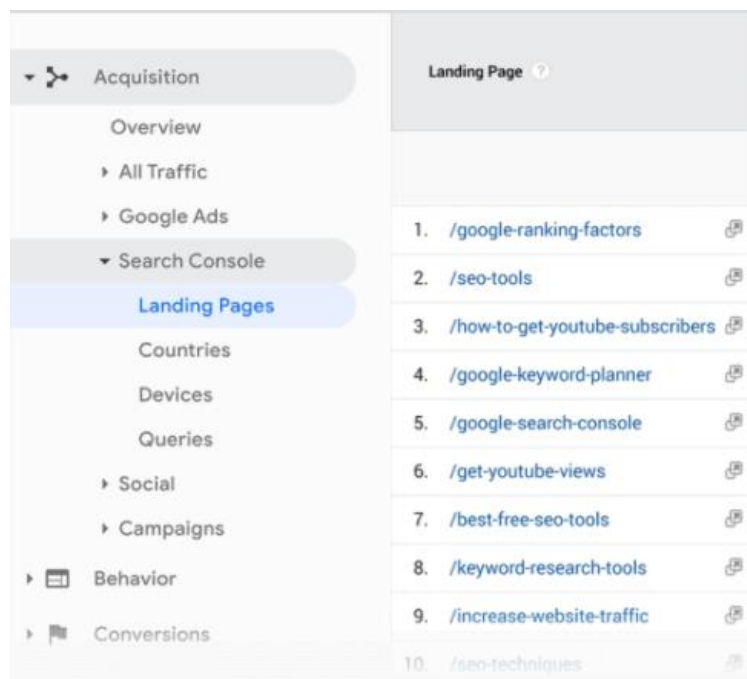 Acquisition
Overview
All Traffic
Google Ads
Search Console
Landing Pages
Countries
Devices
Queries
Social
Campaigns
Behavior
Conversions
Landing Page ?
1. /google-ranking-factors
2. /seo-tools
3. /how-to-get-youtube-subscribers
4. /google-keyword-planner
5. /google-search-console
6. /get-youtube-views
7. /best-free-seo-tools
8. /keyword-research-tools
9. /increase-website-traffic
10. /seo-techniques